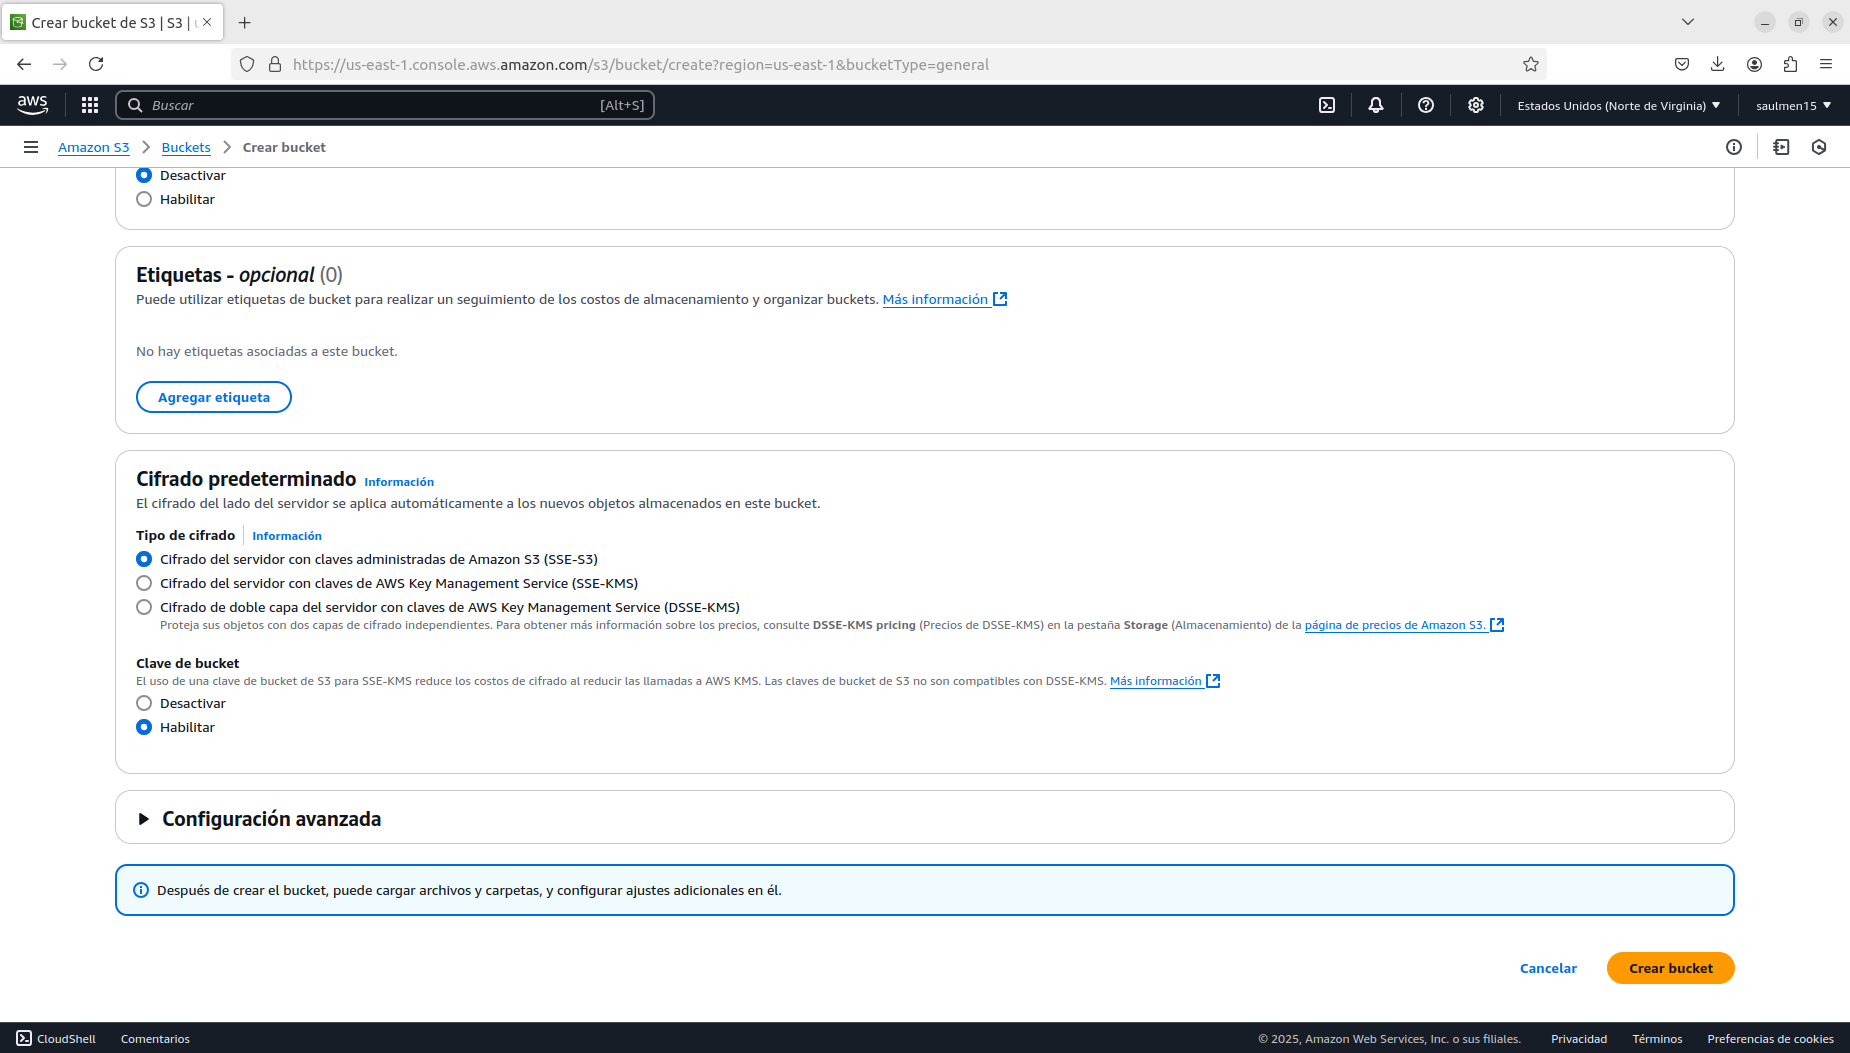 Crear bucket de S3 | S3 |
https://us-east-1.console.aws.amazon.com/s3/bucket/create?region=us-east-1&bucketType=general
aws
Buscar
[Alt+S]
Estados Unidos (Norte de Virginia)
saulmen15
Amazon S3
Buckets
Crear bucket
Desactivar
Habilitar
Etiquetas - opcional (0)
Puede utilizar etiquetas de bucket para realizar un seguimiento de los costos de almacenamiento y organizar buckets. Más información
No hay etiquetas asociadas a este bucket.
Agregar etiqueta
Cifrado predeterminado Información
El cifrado del lado del servidor se aplica automáticamente a los nuevos objetos almacenados en este bucket.
Tipo de cifrado Información
Cifrado del servidor con claves administradas de Amazon S3 (SSE-S3)
Cifrado del servidor con claves de AWS Key Management Service (SSE-KMS)
Cifrado de doble capa del servidor con claves de AWS Key Management Service (DSSE-KMS)
Proteja sus objetos con dos capas de cifrado independientes. Para obtener más información sobre los precios, consulte DSSE-KMS pricing (Precios de DSSE-KMS) en la pestaña Storage (Almacenamiento) de la página de precios de Amazon S3.
Clave de bucket
El uso de una clave de bucket de S3 para SSE-KMS reduce los costos de cifrado al reducir las llamadas a AWS KMS. Las claves de bucket de S3 no son compatibles con DSSE-KMS. Más información
Desactivar
Habilitar
Configuración avanzada
Después de crear el bucket, puede cargar archivos y carpetas, y configurar ajustes adicionales en él.
Cancelar
Crear bucket
CloudShell
Comentarios
© 2025, Amazon Web Services, Inc. o sus filiales.
Privacidad
Términos
Preferencias de cookies